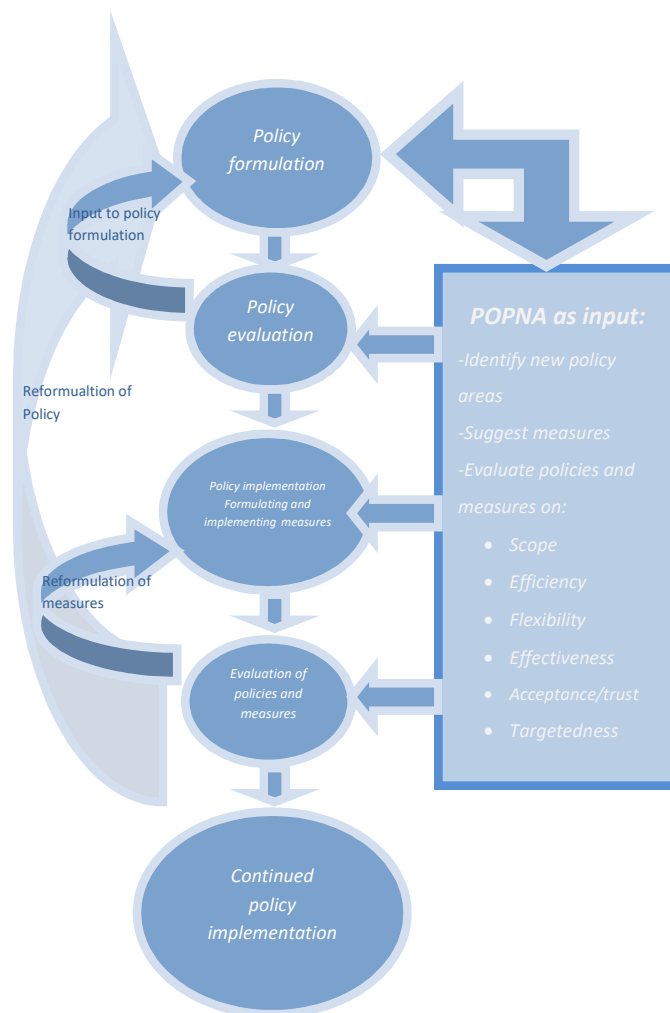 Policy
formulation
Input to policy
formulation
Policy
evaluation
POPNA as input:
-Identify new policy
areas
-Suggest measures
-Evaluate policies and
measures on:
• Scope
• Efficiency
• Flexibility
• Effectiveness
• Acceptance/trust
• Targetedness
Reformualtion of
Policy
Policy implementation
Formulating and
implementing measures
Reformulation of
measures
Evaluation of
policies and
measures
Continued
policy
implementation